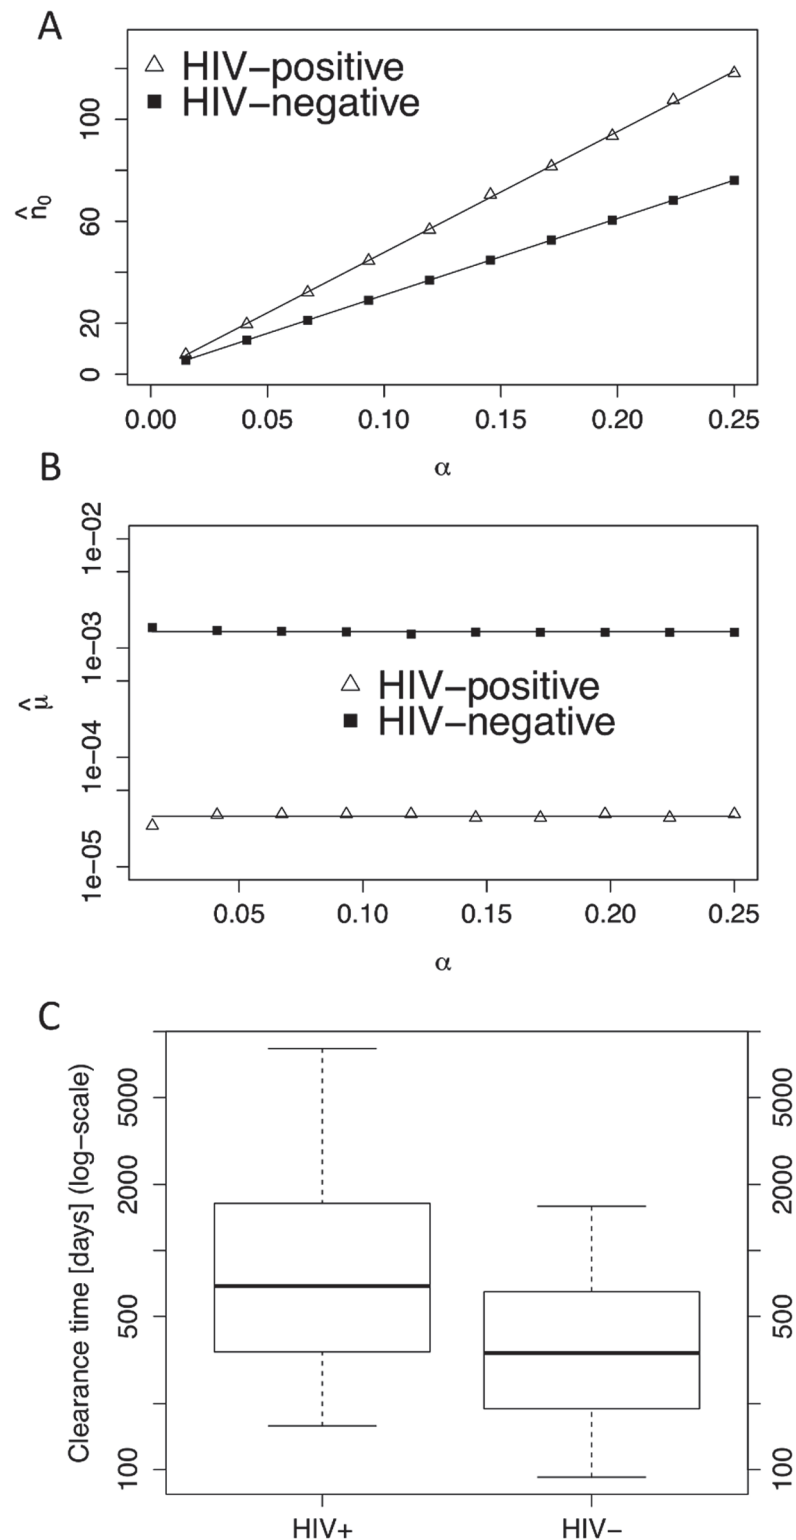 A
HIV−positive
HIV−negative
100
60
20
0
n̂0
0.00 0.05 0.10 0.15 0.20 0.25
α
B
1e−02
1e−03
1e−04
1e−05
μ̂
HIV−positive
HIV−negative
0.05 0.10 0.15 0.20 0.25
α
C
Clearance time [days] (log−scale)
5000 5000
2000 2000
500 500
100 100
HIV+ HIV−